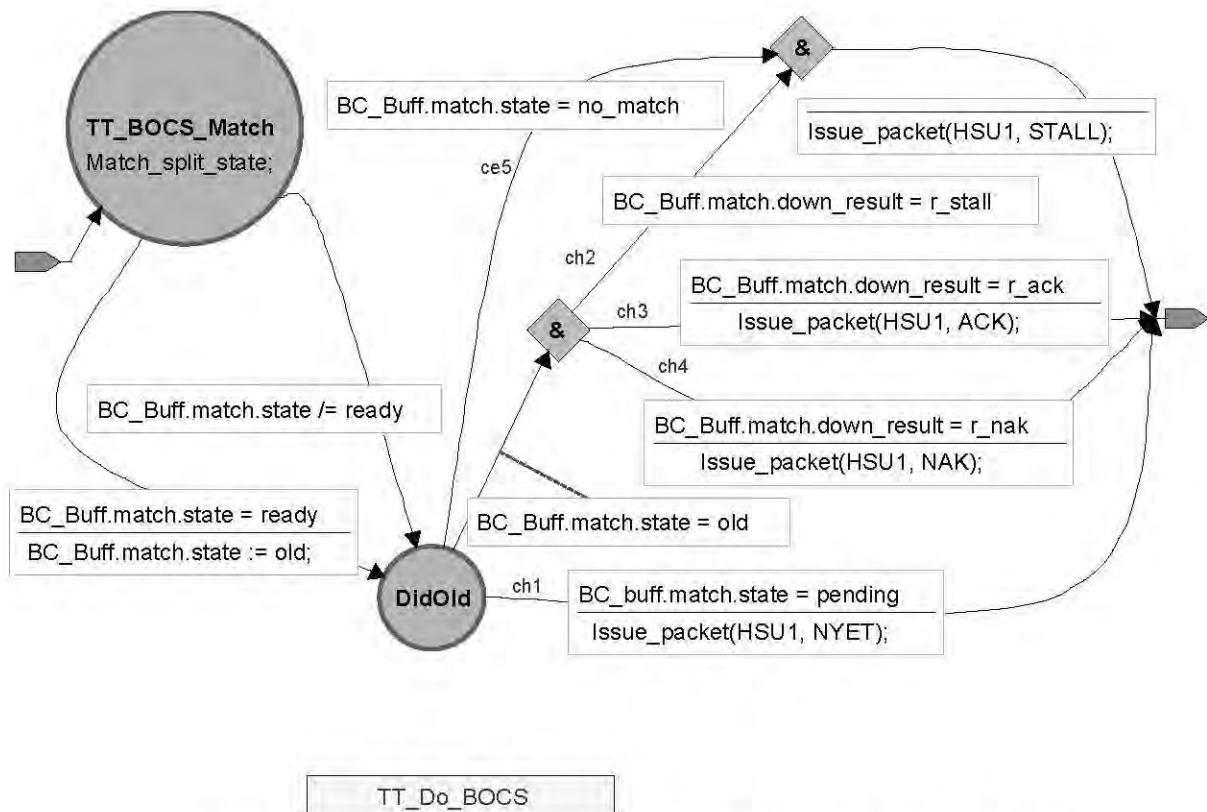 &
BC_Buff.match.state = no_match
TT_BOCS_Match
Match_split_state;
Issue_packet(HSU1, STALL);
ce5
BC_Buff.match.down_result = r_stall
ch2
BC_Buff.match.down_result = r_ack
Issue_packet(HSU1, ACK);
ch3
&
ch4
BC_Buff.match.state /= ready
BC_Buff.match.down_result = r_nak
Issue_packet(HSU1, NAK);
BC_Buff.match.state = ready
BC_Buff.match.state := old;
BC_Buff.match.state = old
DidOld
ch1
BC_buff.match.state = pending
Issue_packet(HSU1, NYET);
TT_Do_BOCS